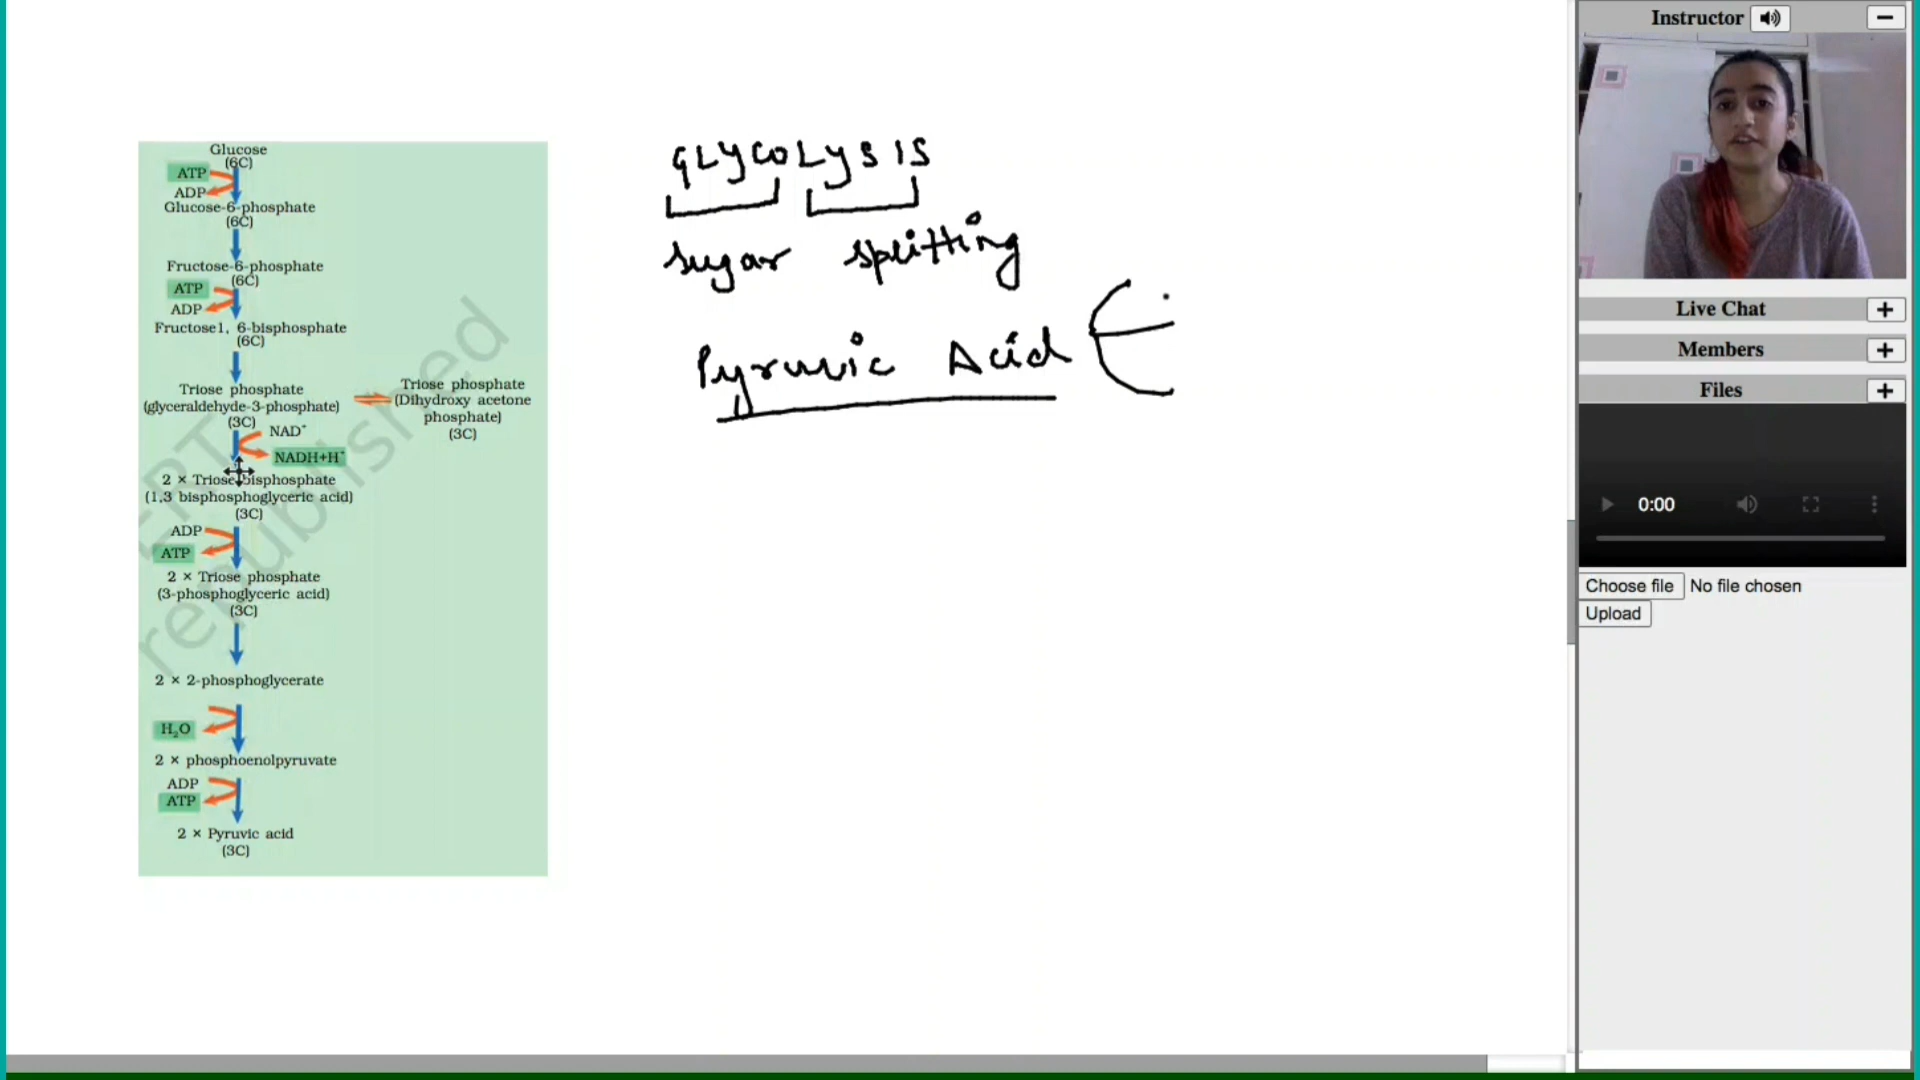 Glucose
(6C)
ATP
ADP
Glucose-6-phosphate
(6C)
Fructose-6-phosphate
(6C)
ATP
ADP
Fructose1, 6-bisphosphate
(6C)
Triose phosphate
(glyceraldehyde-3-phosphate)
(3C)
Triose phosphate
(Dihydroxy acetone
phosphate)
(3C)
NAD+
NADH+H+
2 × Triose bisphosphate
(1,3 bisphosphoglyceric acid)
(3C)
ADP
ATP
2 × Triose phosphate
(3-phosphoglyceric acid)
(3C)
2 × 2-phosphoglycerate
H₂O
2 × phosphoenolpyruvate
ADP
ATP
2 × Pyruvic acid
(3C)
republished
GLYCOLYSIS
sugar splitting
Pyruvic Acid
Instructor
Live Chat
Members
Files
0:00
Choose file No file chosen
Upload